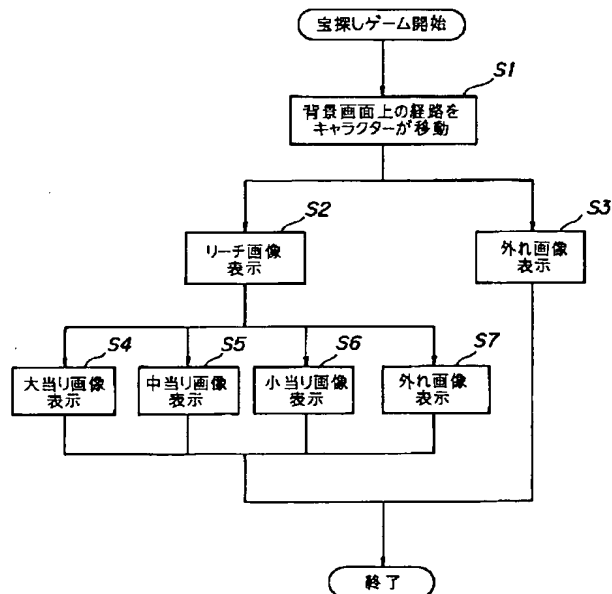 宝探しゲーム開始
S1
背景画面上の経路を
キャラクターが移動
S2
リーチ画像
表示
S3
外れ画像
表示
S4
大当り画像
表示
S5
中当り画像
表示
S6
小当り画像
表示
S7
外れ画像
表示
終了